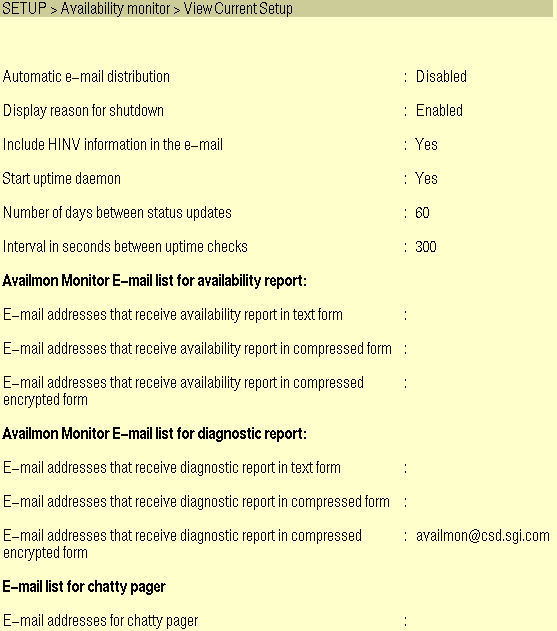 SETUP > Availability monitor > View Current Setup
Automatic e–mail distribution : Disabled
Display reason for shutdown : Enabled
Include HINV information in the e–mail : Yes
Start uptime daemon : Yes
Number of days between status updates : 60
Interval in seconds between uptime checks : 300
Availmon Monitor E–mail list for availability report:
E–mail addresses that receive availability report in text form :
E–mail addresses that receive availability report in compressed form :
E–mail addresses that receive availability report in compressed :
encrypted form
Availmon Monitor E–mail list for diagnostic report:
E–mail addresses that receive diagnostic report in text form :
E–mail addresses that receive diagnostic report in compressed form :
E–mail addresses that receive diagnostic report in compressed : availmon@csd.sgi.com
encrypted form
E–mail list for chatty pager
E–mail addresses for chatty pager :